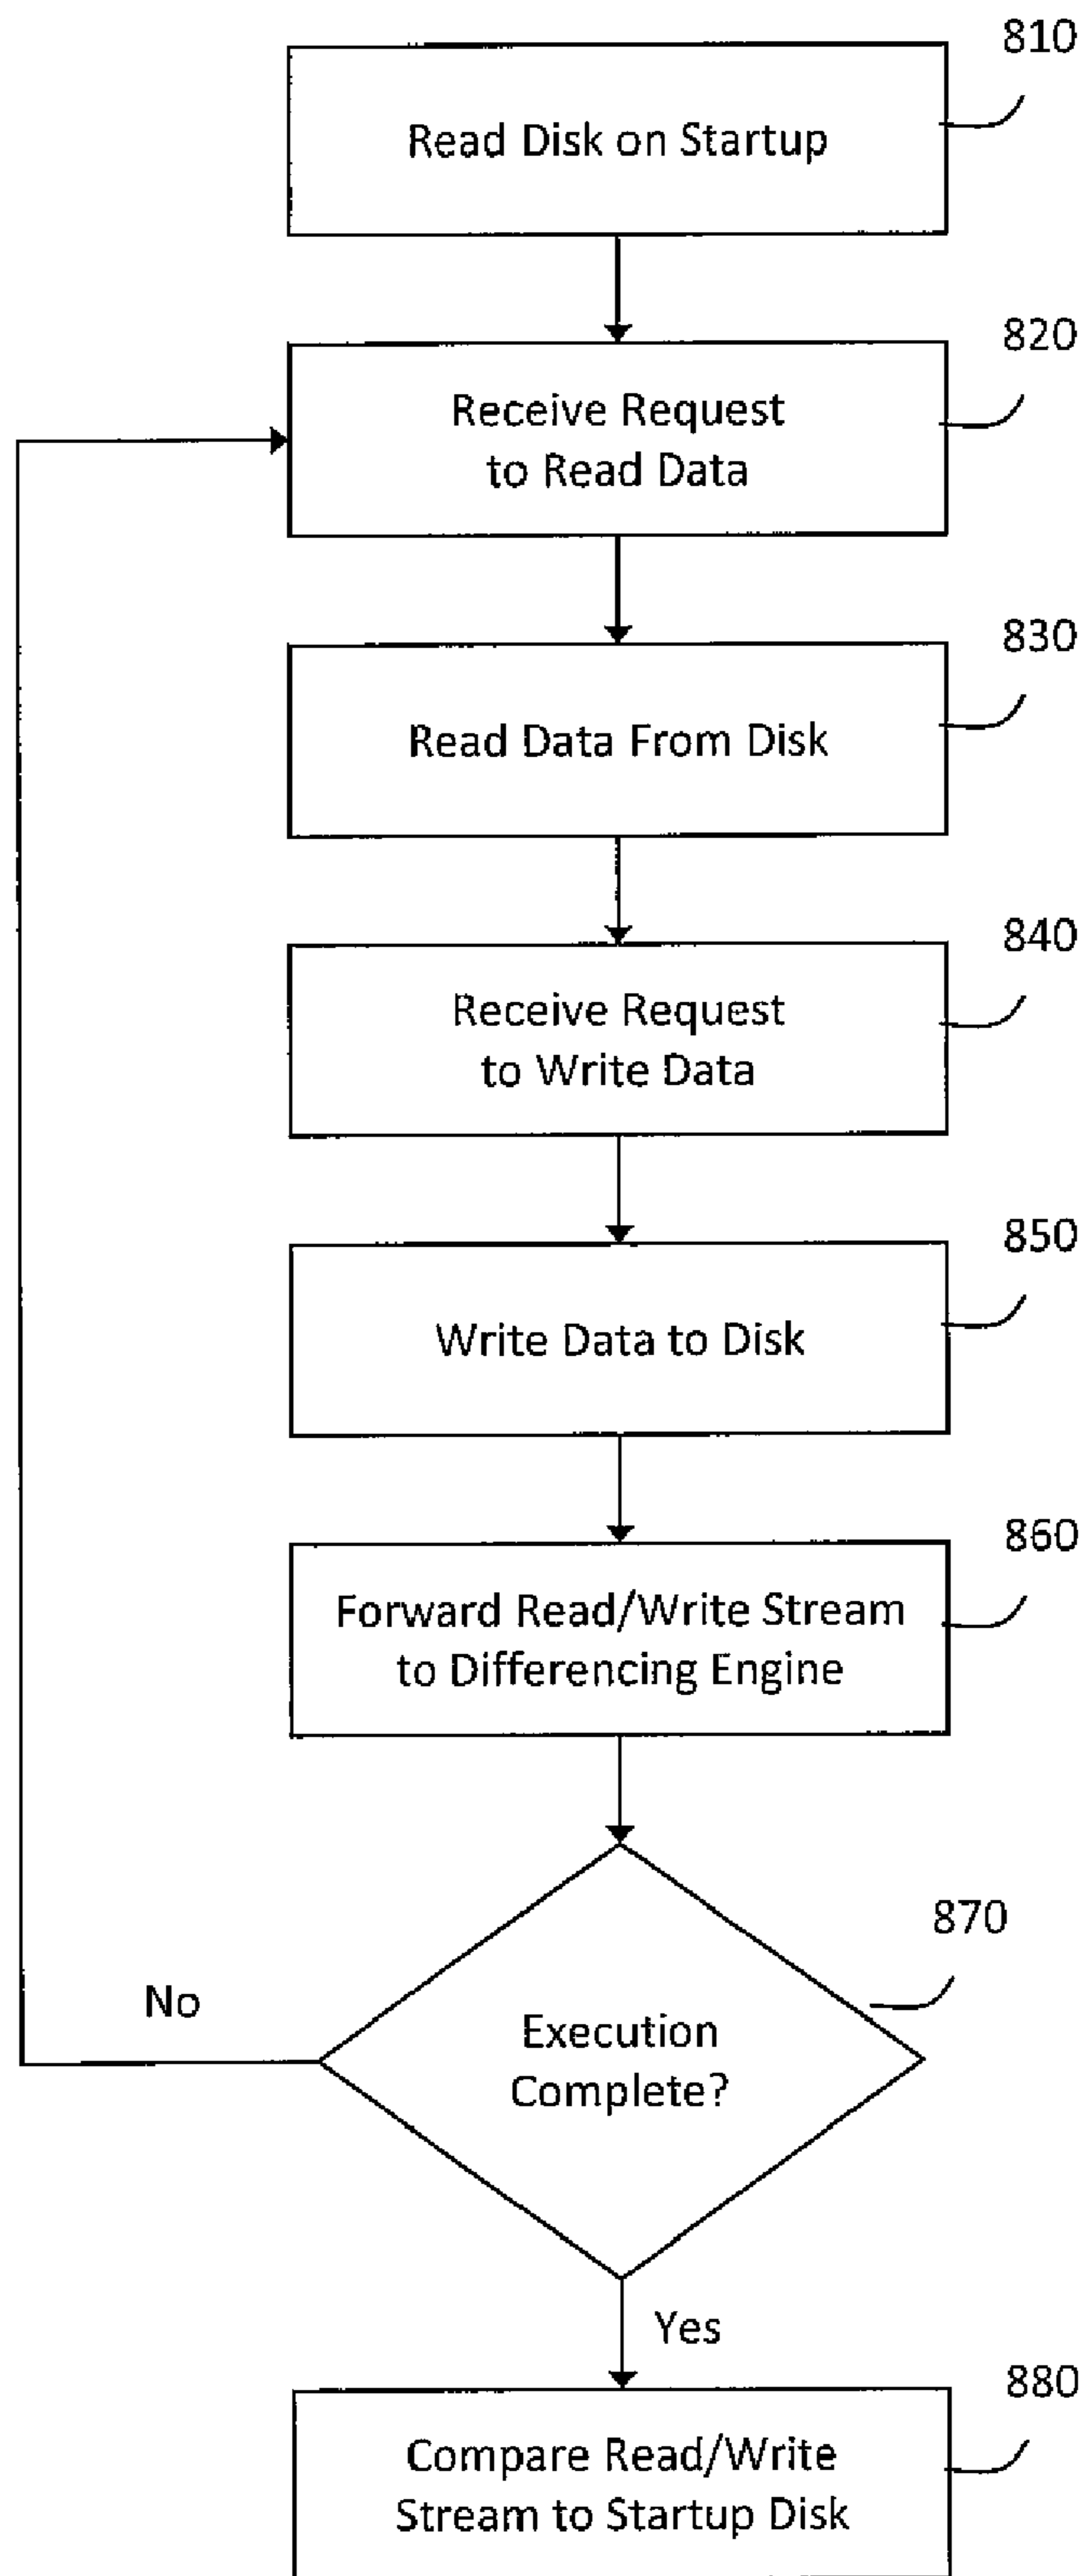 810
Read Disk on Startup
820
Receive Request
to Read Data
830
Read Data From Disk
840
Receive Request
to Write Data
850
Write Data to Disk
860
Forward Read/Write Stream
to Differencing Engine
870
No
Execution
Complete?
Yes
880
Compare Read/Write
Stream to Startup Disk